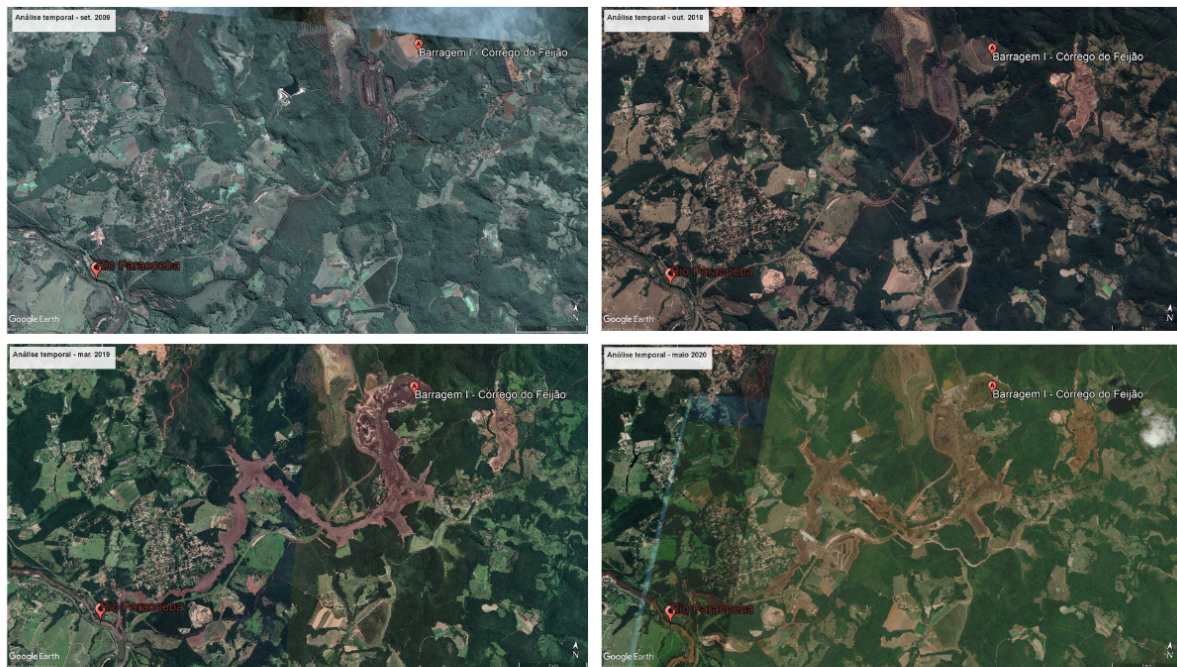 Análise temporal - set. 2009
Barragem I - Córrego do Feijão
Rio Paraopeba
Google Earth
N
Análise temporal - out. 2018
Barragem I - Córrego do Feijão
Rio Paraopeba
Google Earth
N
Análise temporal - mar. 2019
Barragem I - Córrego do Feijão
Rio Paraopeba
Google Earth
N
Análise temporal - maio 2020
Barragem I - Córrego do Feijão
Rio Paraopeba
Google Earth
N